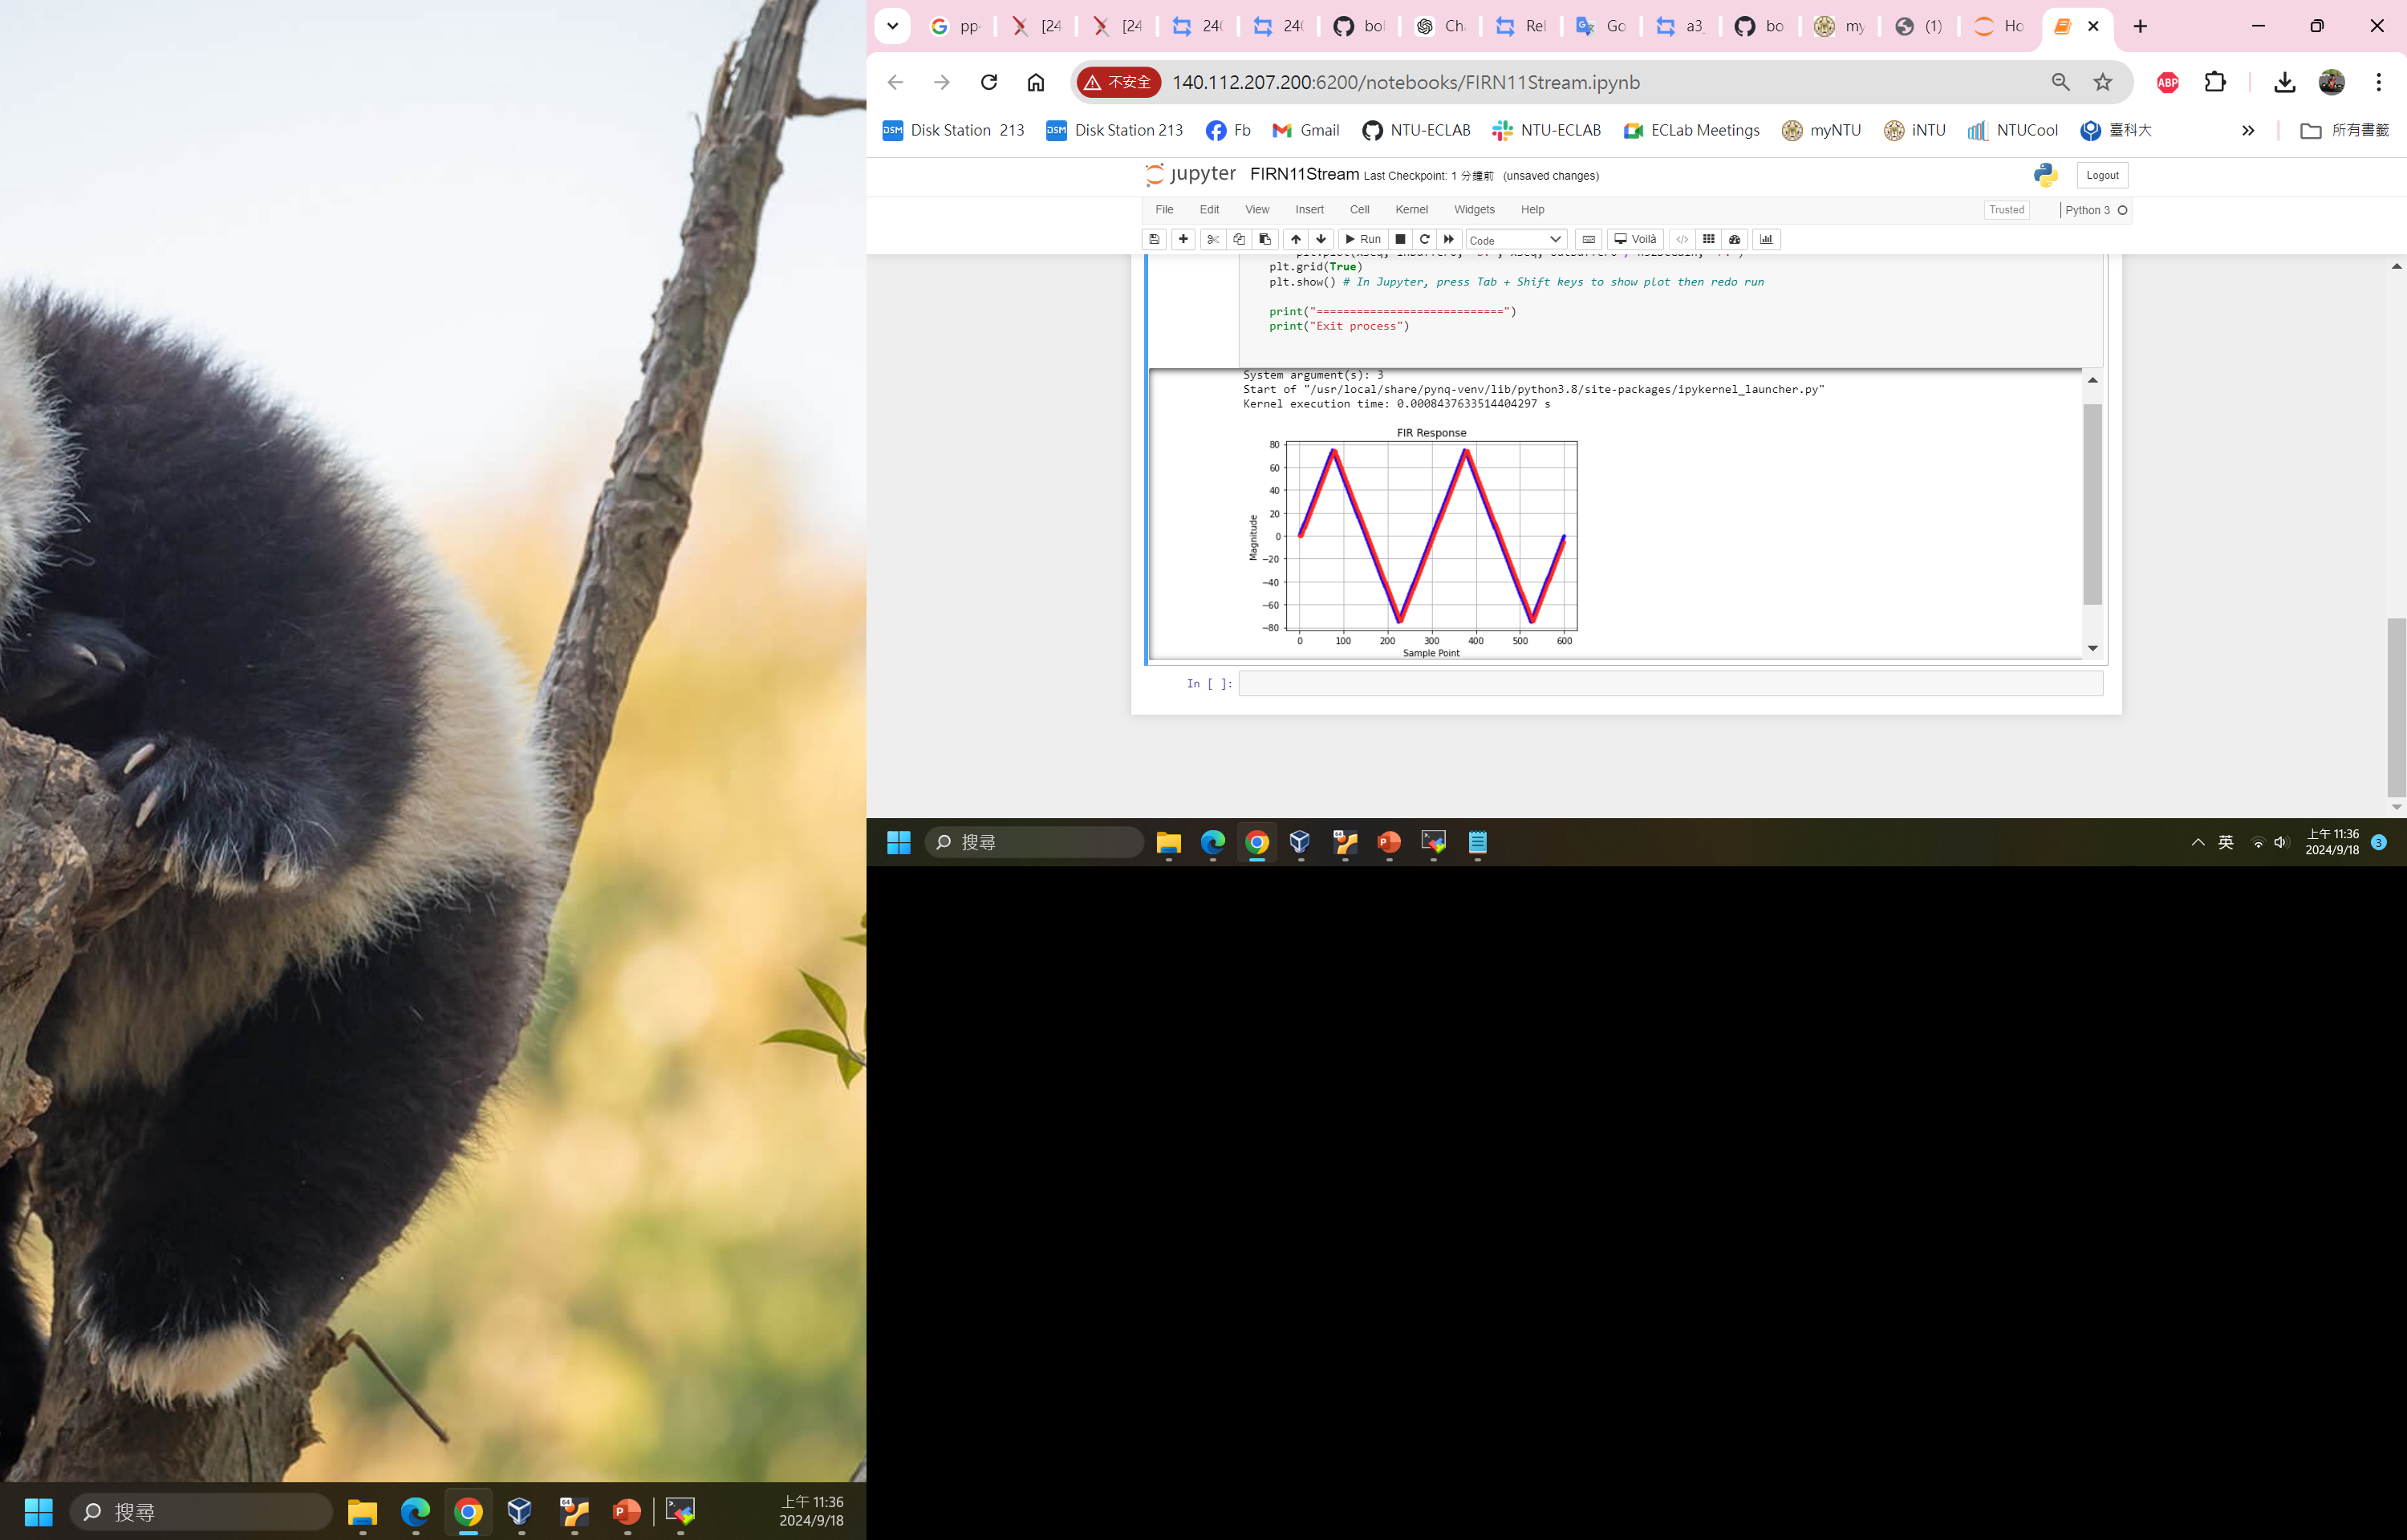 pp
[24
[24
24(
24(
bo
Ch
Rel
Go
a3_
bo
my
(1)
Ho
不安全
140.112.207.200:6200/notebooks/FIRN11Stream.ipynb
ABP
DSM Disk Station 213
DSM Disk Station 213
Fb
Gmail
NTU-ECLAB
NTU-ECLAB
ECLab Meetings
myNTU
iNTU
NTUCool
臺科大
所有書籤
jupyter FIRN11Stream Last Checkpoint: 1 分鐘前 (unsaved changes)
Logout
File Edit View Insert Cell Kernel Widgets Help
Trusted
Python 3
Run
Code
Voilà
plt.grid(True)
plt.show() # In Jupyter, press Tab + Shift keys to show plot then redo run
print("============================")
print("Exit process")
System argument(s): 3
Start of "/usr/local/share/pynq-venv/lib/python3.8/site-packages/ipykernel_launcher.py"
Kernel execution time: 0.0008437633514404297 s
FIR Response
Magnitude
80
60
40
20
0
−20
−40
−60
−80
0 100 200 300 400 500 600
Sample Point
In [ ]:
搜尋
64
P
英
上午 11:36
2024/9/18
3
搜尋
64
P
上午 11:36
2024/9/18